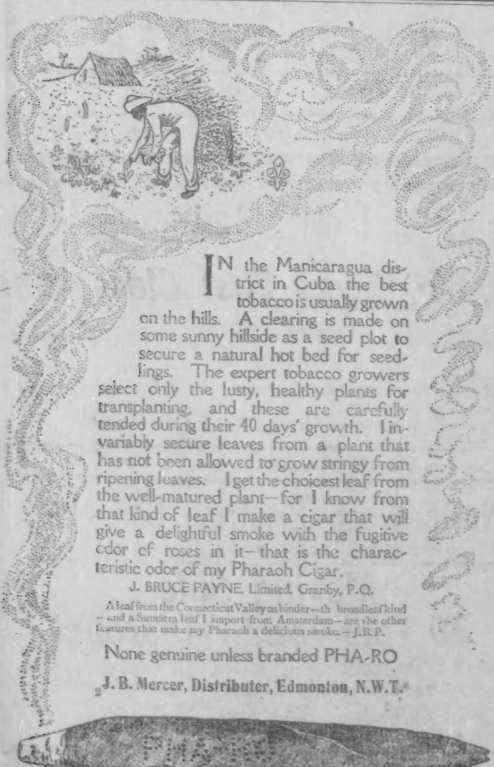 IN the Manicaragua dis-
trict in Cuba the best
tobacco is usually grown
on the hills. A clearing is made on
some sunny hillside as a seed plot to
secure a natural hot bed for seed-
lings. The expert tobacco growers
select only the lusty, healthy plants for
transplanting, and these are carefully
tended during their 40 days' growth. I in-
variably secure leaves from a plant that
has not been allowed to grow stringy from
ripening leaves. I get the choicest leaf from
the well-matured plant—for I know from
that kind of leaf I make a cigar that will
give a delightful smoke with the fugitive
odor of roses in it—that is the charac-
teristic odor of my Pharaoh Cigar.
J. BRUCE PAYNE, Limited, Granby, P.Q.
A leaf from the Connecticut Valley as binder—th broadleaf kind
—and a Sumatra leaf I import from Amsterdam—are the other
features that make my Pharaoh a delicious smoke.—J.B.P.
None genuine unless branded PHA-RO
J. B. Mercer, Distributer, Edmonton, N.W.T.
PHA-RO